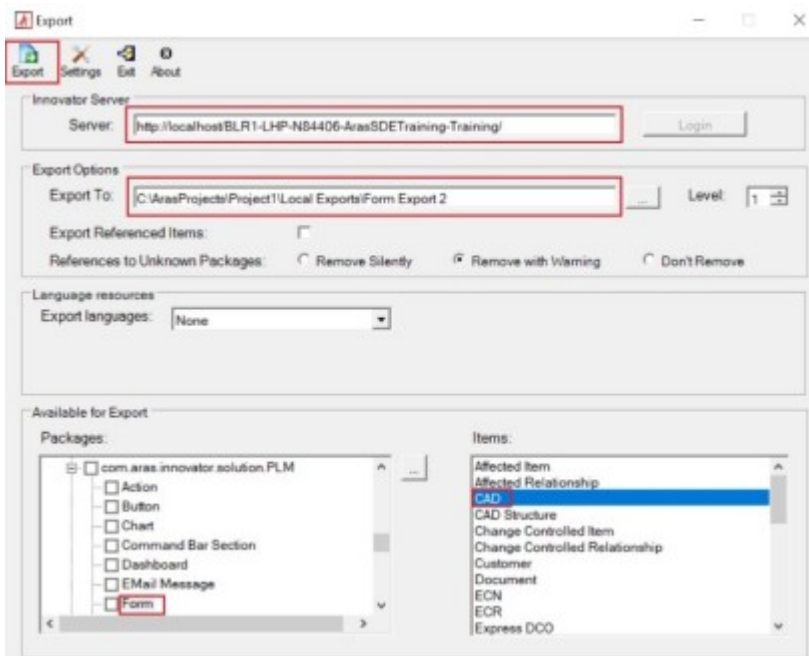 Export
Export Settings Exit About
Innovator Server
Server: http://localhost/BLR1-LHP-N84406-ArasSDETraining-Training/ Login
Export Options
Export To: C:\ArasProjects\Project1\Local Exports\Form Export 2 ... Level: 1
Export Referenced Items:
References to Unknown Packages: Remove Silently Remove with Warning Don't Remove
Language resources
Export languages: None
Available for Export
Packages:
com.aras.innovator.solution.PLM
Action
Button
Chart
Command Bar Section
Dashboard
EMail Message
Form
...
Items:
Affected Item
Affected Relationship
CAD
CAD Structure
Change Controlled Item
Change Controlled Relationship
Customer
Document
ECN
ECR
Express DCO